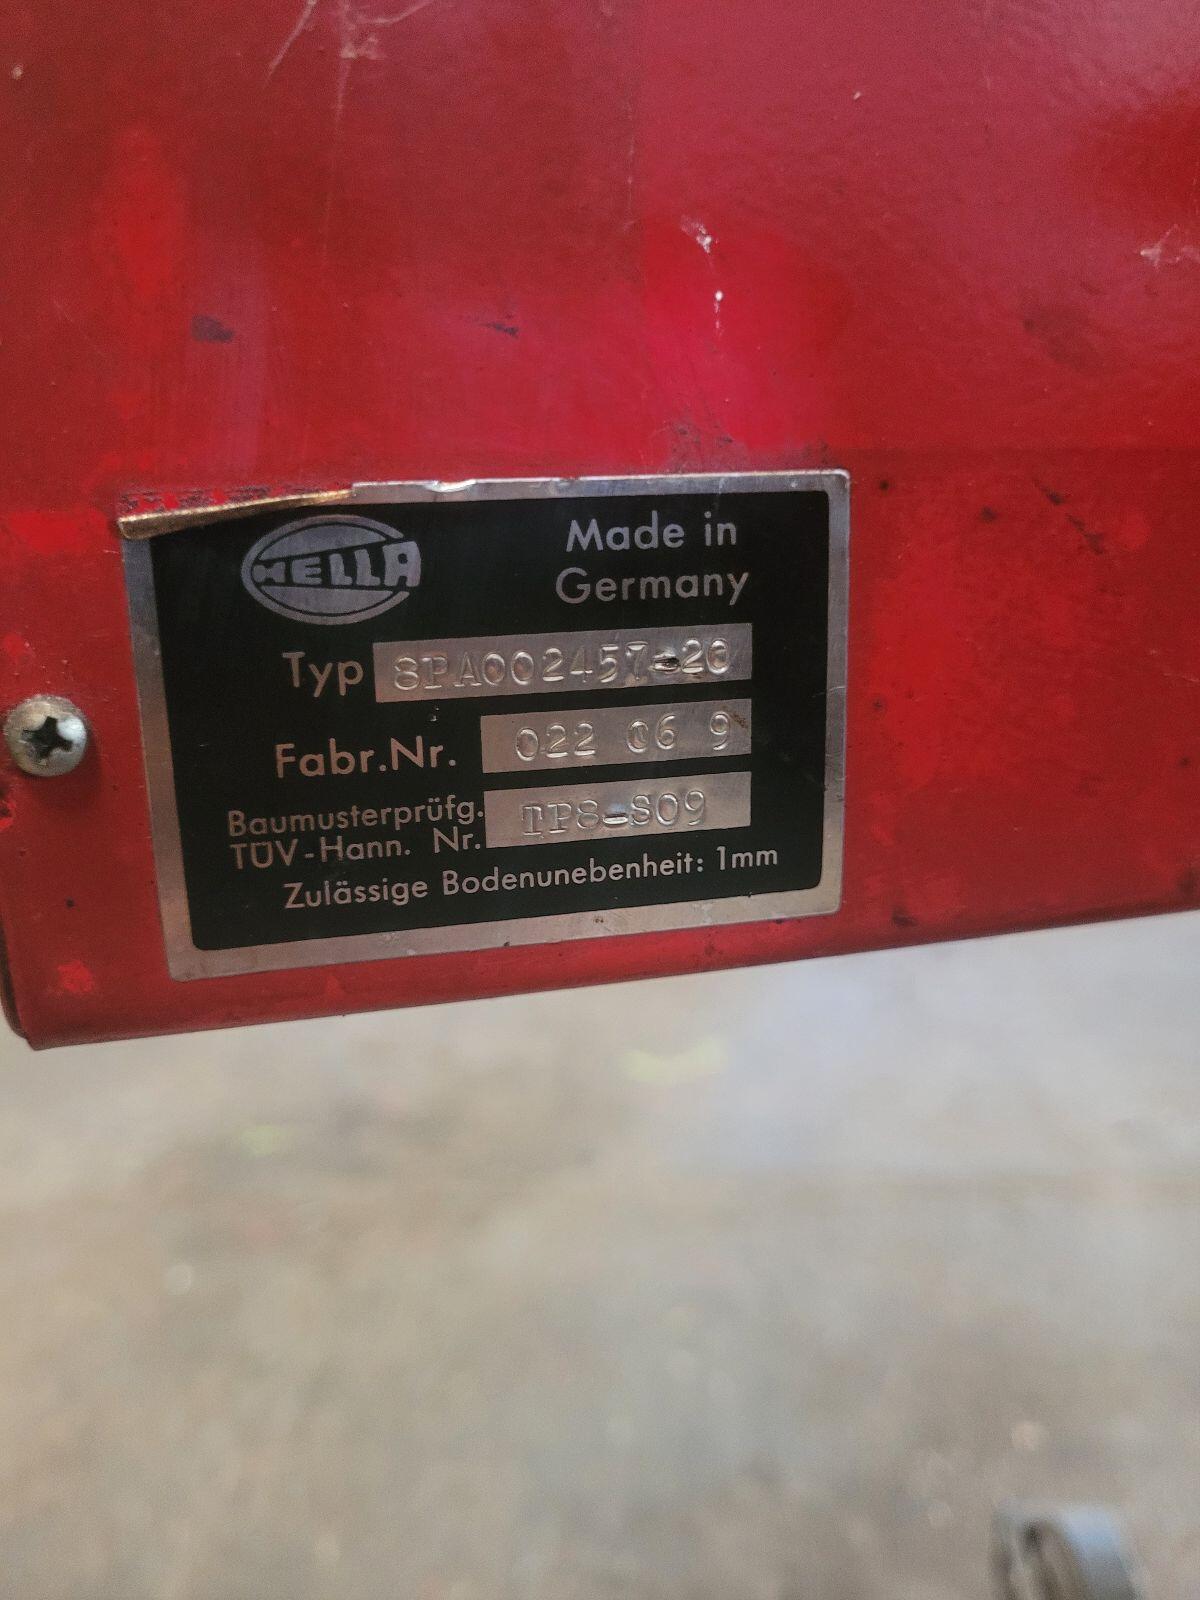 HELLA
Made in
Germany
Typ 8PA002457-20
Fabr.Nr. 022 06 9
Baumusterprüfg.
TÜV-Hann. Nr. TP8-S09
Zulässige Bodenunebenheit: 1mm